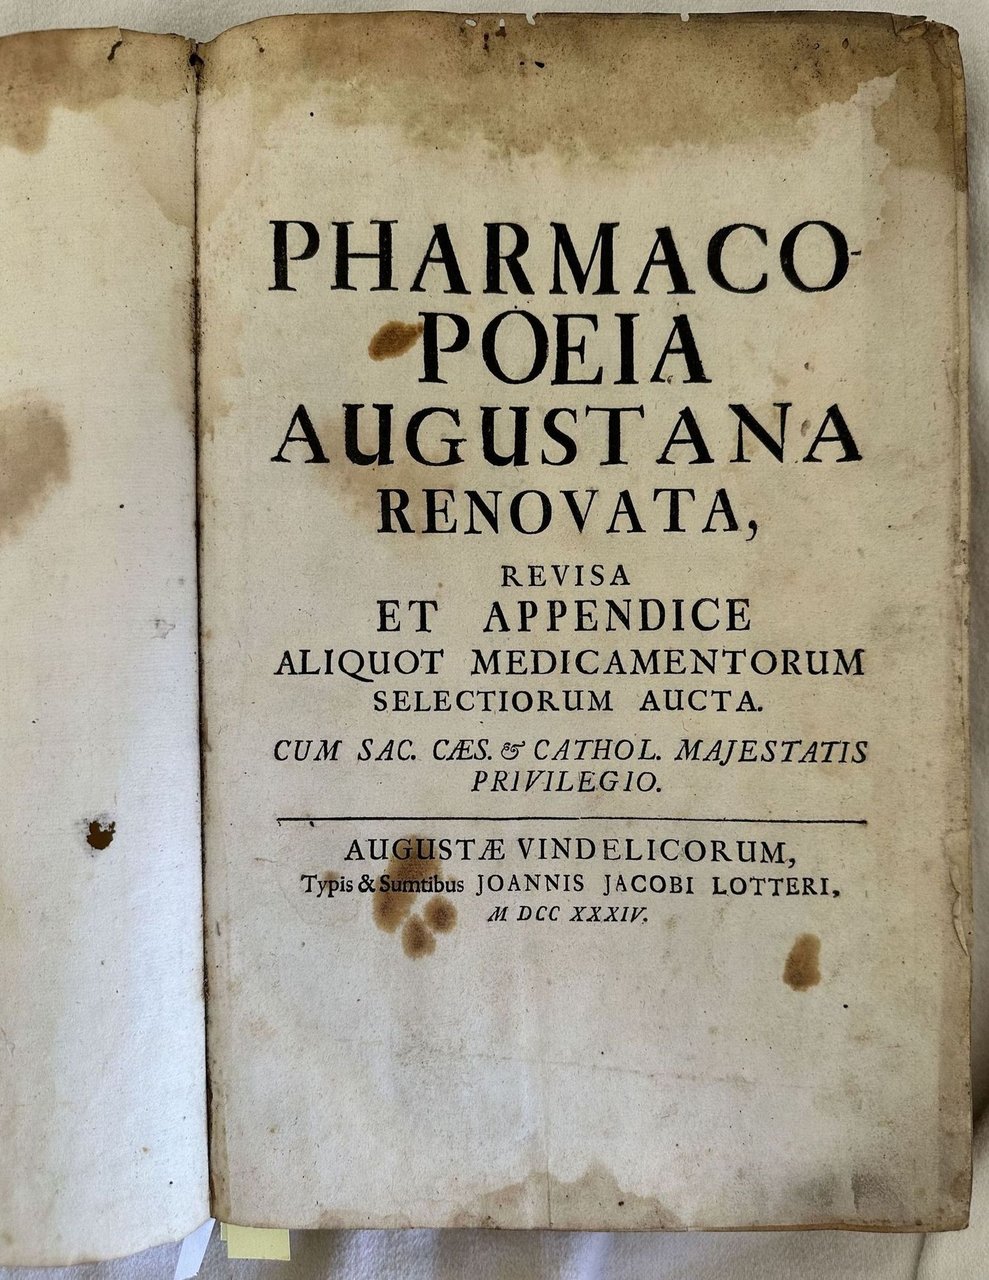 PHARMACO-
POEIA
AUGUSTANA
RENOVATA,
REVISA
ET APPENDICE
ALIQUOT MEDICAMENTORUM
SELECTIORUM AUCTA.
CUM SAC. CÆS. & CATHOL. MAJESTATIS
PRIVILEGIO.
AUGUSTÆ VINDELICORUM,
Typis & Sumtibus JOANNIS JACOBI LOTTERI,
M DCC XXXIV.